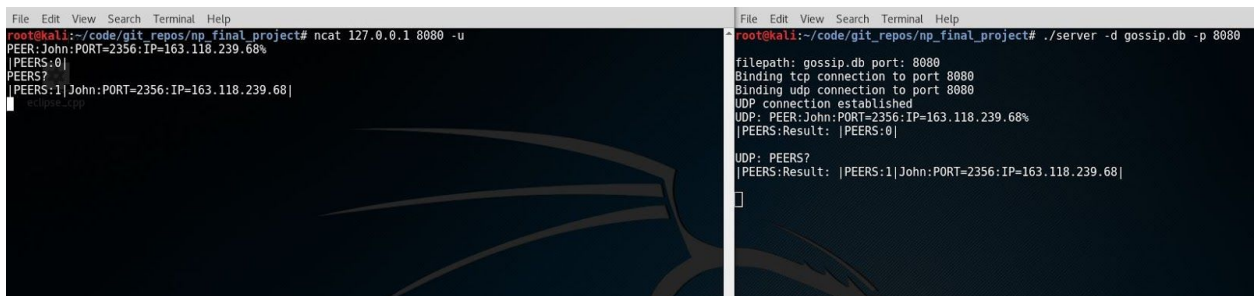 File Edit View Search Terminal Help
root@kali:~/code/git_repos/np_final_project# ncat 127.0.0.1 8080 -u
PEER:John:PORT=2356:IP=163.118.239.68%
|PEERS:0|
PEERS?
|PEERS:1|John:PORT=2356:IP=163.118.239.68|
eclipse_cpp
File Edit View Search Terminal Help
root@kali:~/code/git_repos/np_final_project# ./server -d gossip.db -p 8080
filepath: gossip.db port: 8080
Binding tcp connection to port 8080
Binding udp connection to port 8080
UDP connection established
UDP: PEER:John:PORT=2356:IP=163.118.239.68%
|PEERS:Result: |PEERS:0|
UDP: PEERS?
|PEERS:Result: |PEERS:1|John:PORT=2356:IP=163.118.239.68|